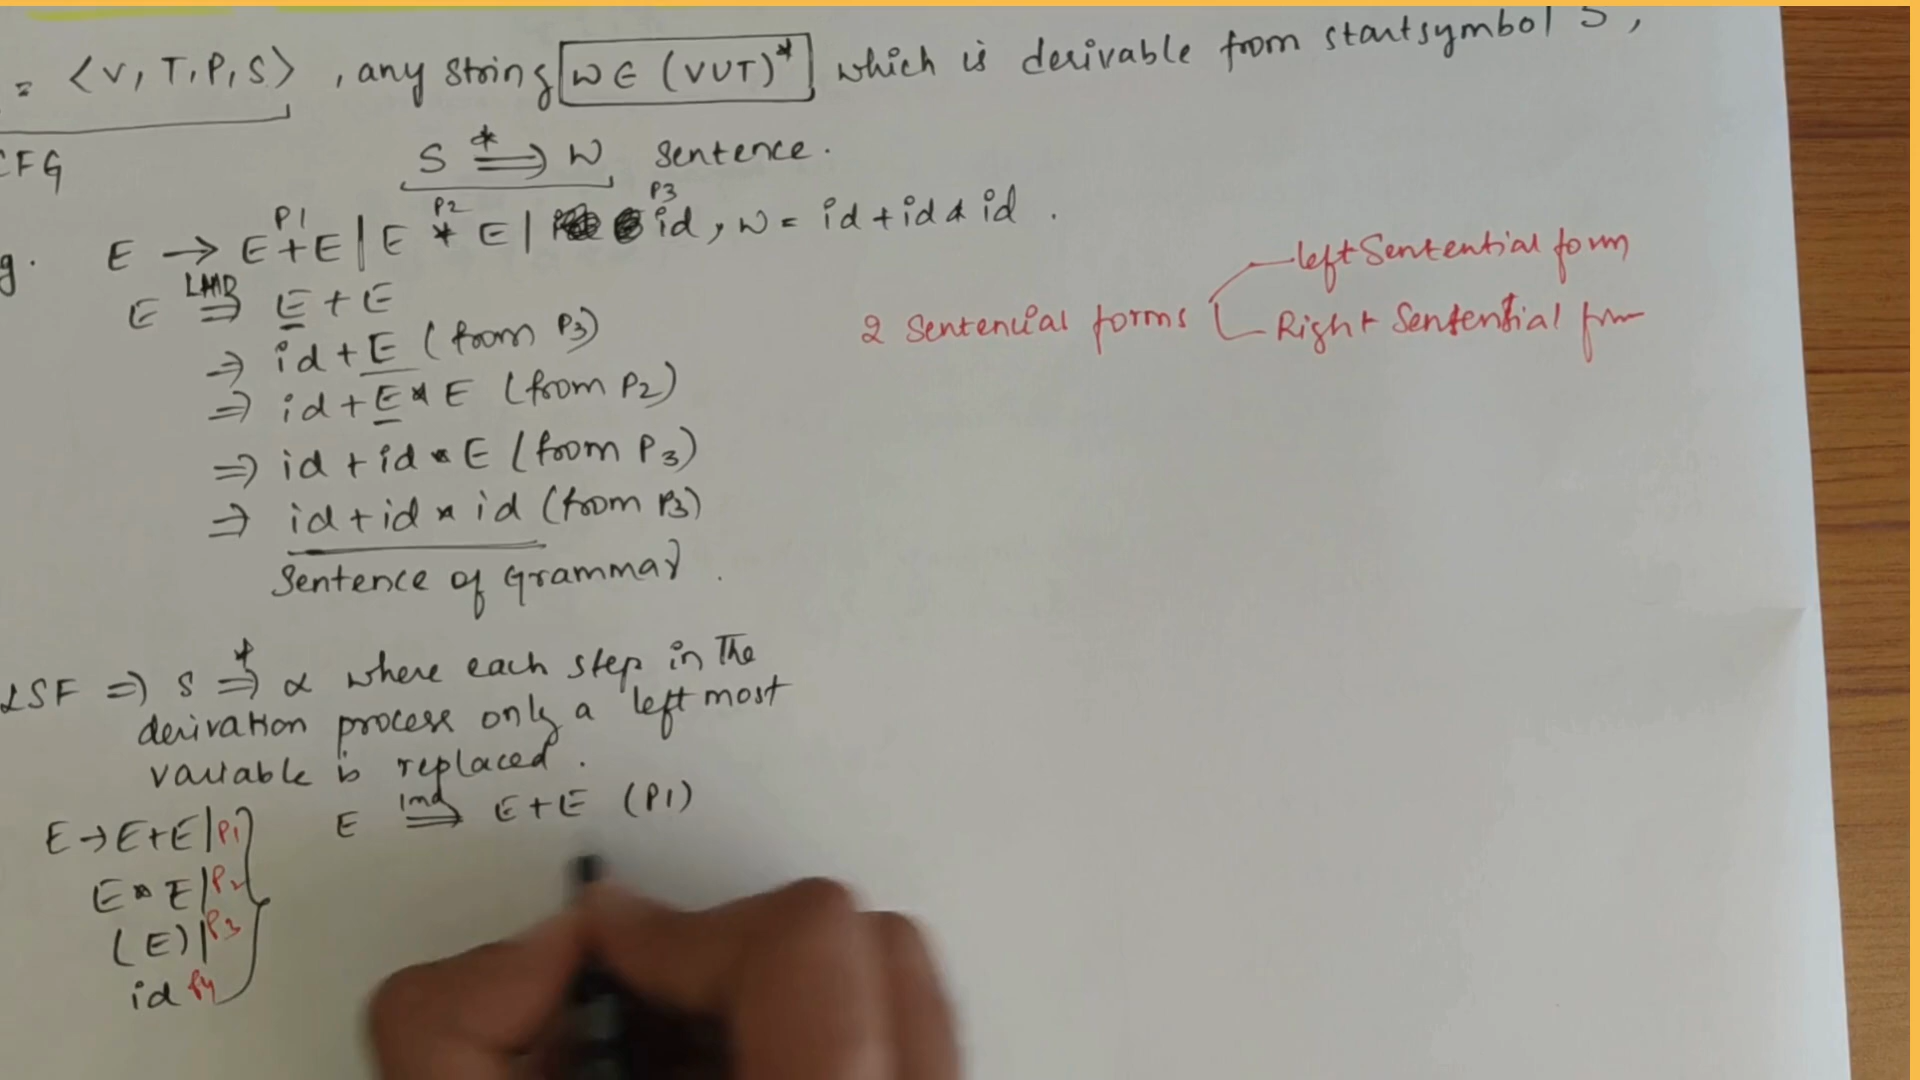 = ⟨V, T, P, S⟩ , any string w ∈ (VUT)* which is derivable from startsymbol S ,
CFG
S *⟹ W sentence.
P1 P2 P3
g. E → E + E | E * E | id , w = id + id * id .
E LMD⟹ E + E
⇒ id + E (from P3)
⇒ id + E * E (from P2)
⇒ id + id * E (from P3)
⇒ id + id * id (from P3)
Sentence of Grammar .
2 Sentencial forms
left Sentential form
Right Sentential frm
LSF ⇒ S *⇒ α where each step in The
derivation process only a left most
variable is replaced .
E lmd⟹ E + E (P1)
E → E + E | P1
E * E | P2
(E) | P3
id P4